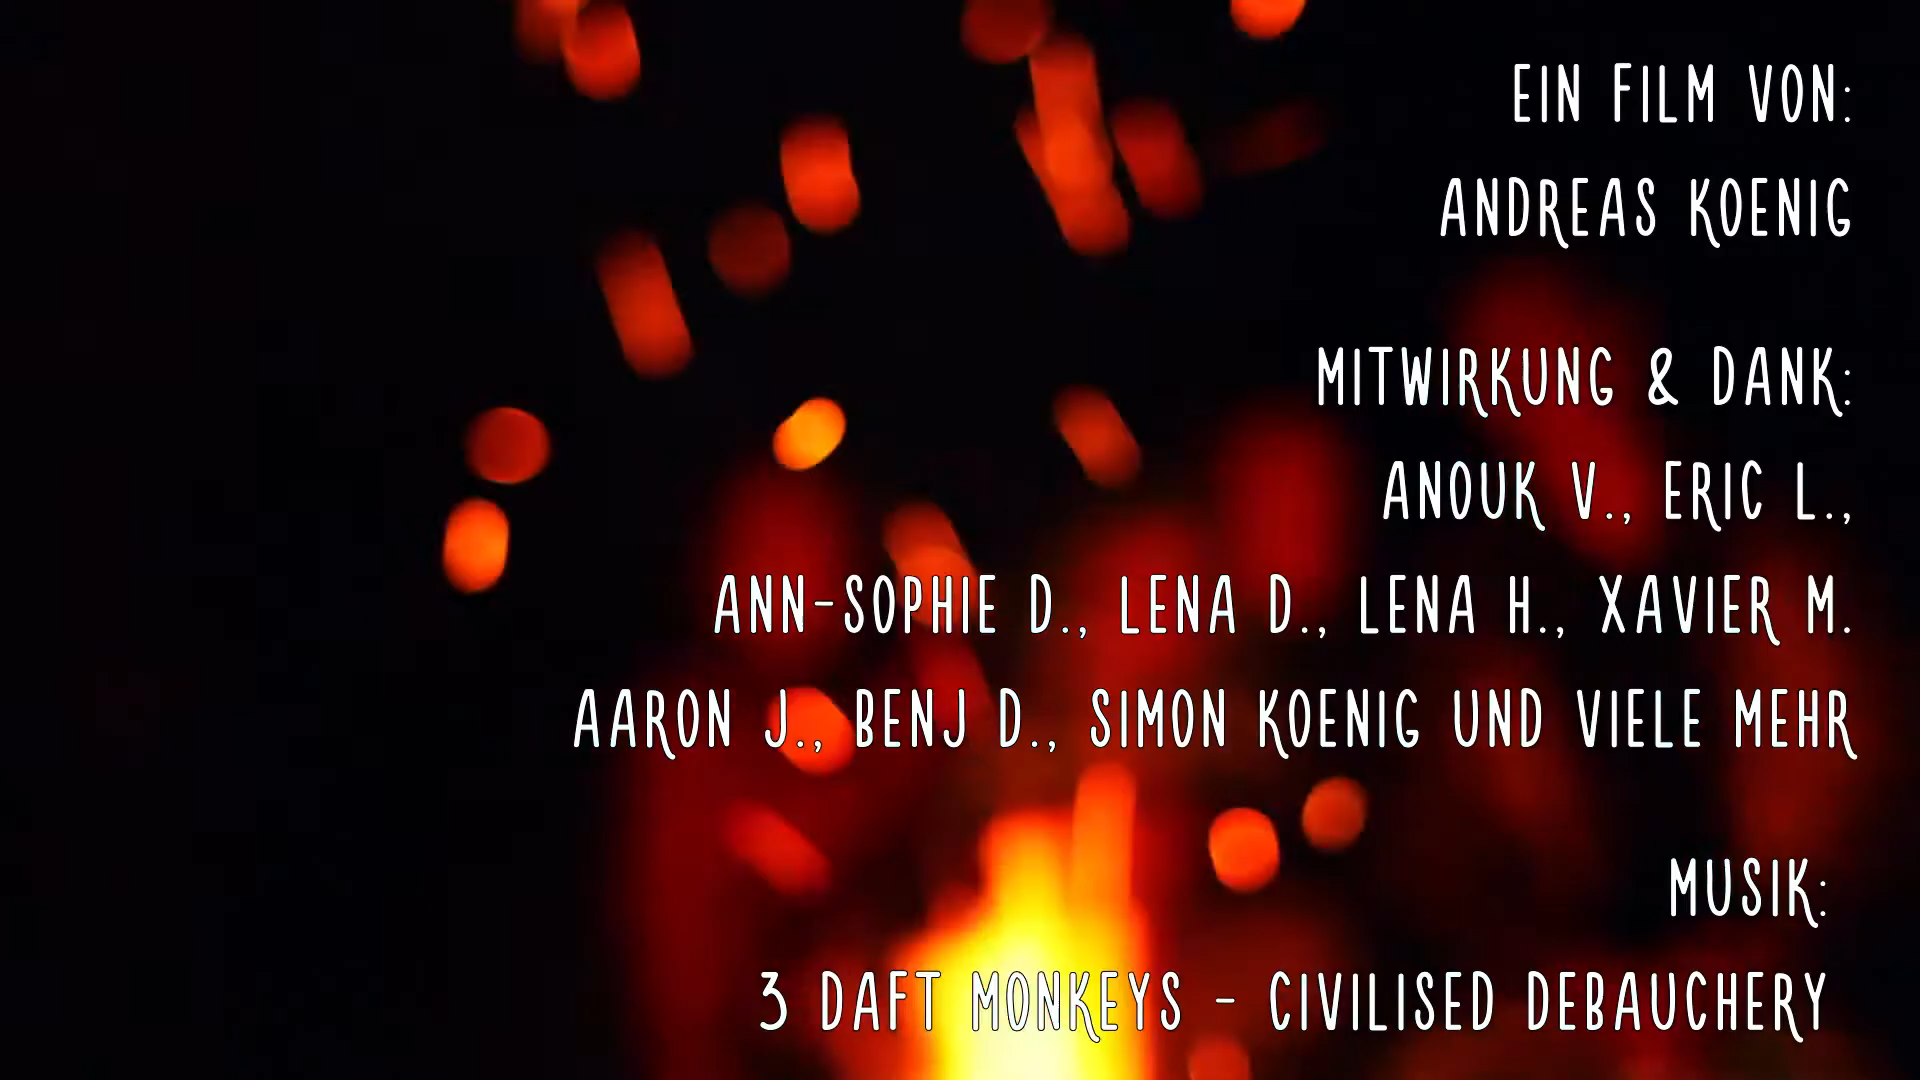 EIN FILM VON:
ANDREAS KOENIG
MITWIRKUNG & DANK:
ANOUK V., ERIC L.,
ANN-SOPHIE D., LENA D., LENA H., XAVIER M.
AARON J., BENJ D., SIMON KOENIG UND VIELE MEHR
MUSIK:
3 DAFT MONKEYS - CIVILISED DEBAUCHERY